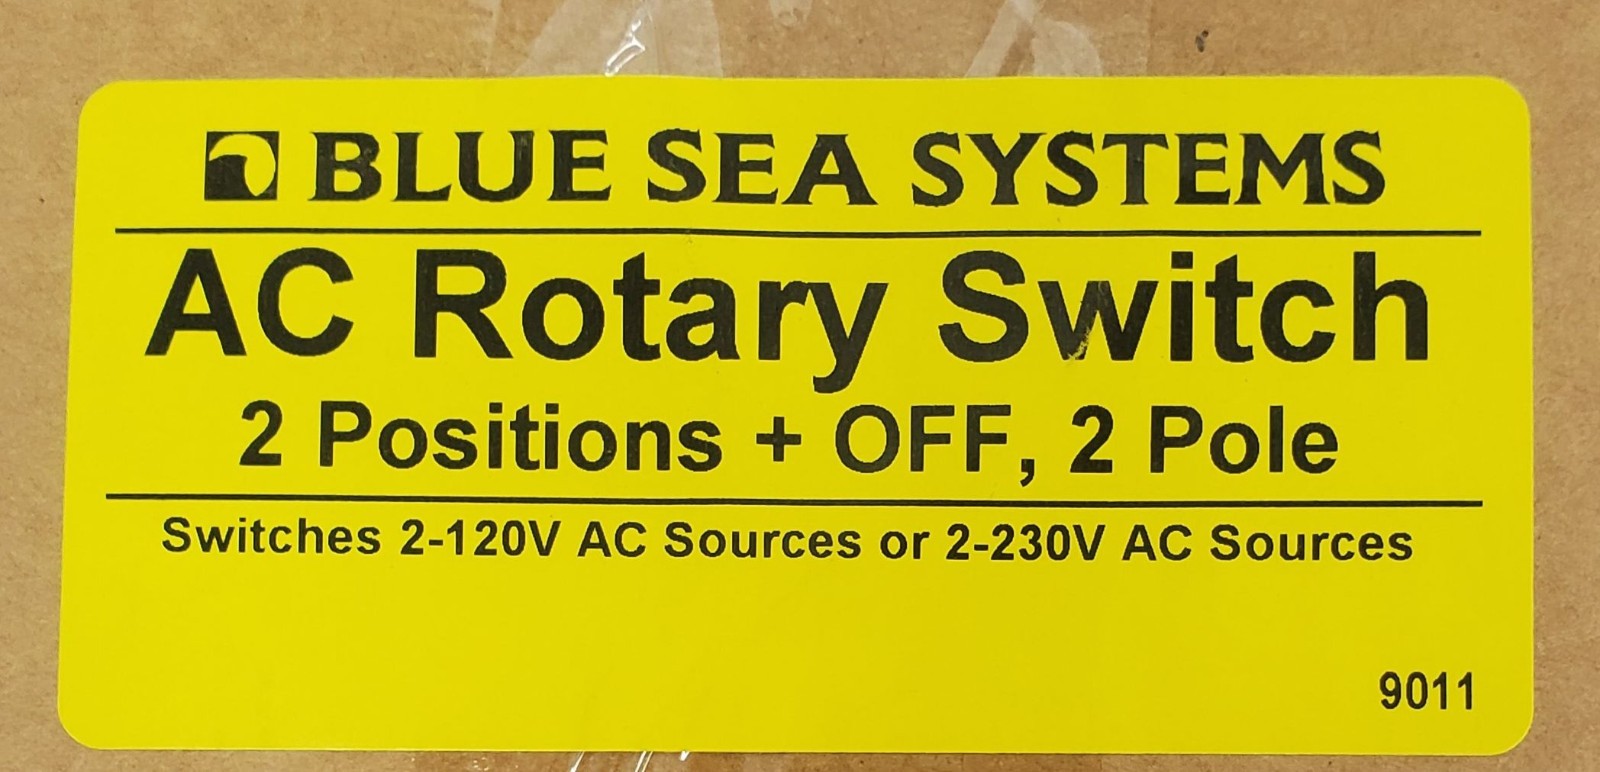 BLUE SEA SYSTEMS
AC Rotary Switch
2 Positions + OFF, 2 Pole
Switches 2-120V AC Sources or 2-230V AC Sources
9011